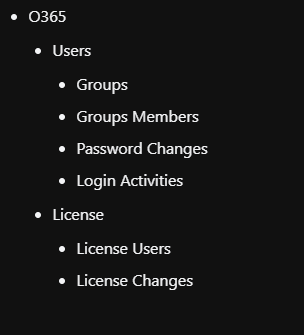 O365
Users
Groups
Groups Members
Password Changes
Login Activities
License
License Users
License Changes